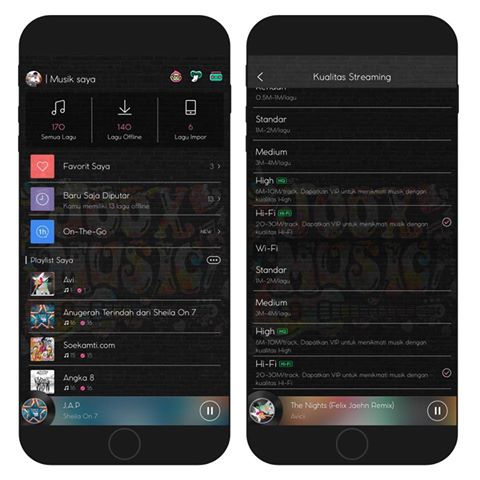 | Musik saya
170
Semua Lagu
140
Lagu Offline
6
Lagu Impor
Favorit Saya 3 >
Baru Saja Diputar 13 >
Kamu memiliki 13 lagu offline
1h On-The-Go NEW >
Playlist Saya
Avi
1 1
Anugerah Terindah dari Sheila On 7
16 16
Soekamti.com
15 15
Angka 8
16 16
J.A.P
Sheila On 7
Kualitas Streaming
Rendah
0.5M-1M/lagu
Standar
1M-2M/lagu
Medium
3M-4M/lagu
High HQ
6M-10M/track. Dapatkan VIP untuk menikmati musik dengan
kualitas High
Hi-Fi Hi-Fi
20-30M/track. Dapatkan VIP untuk menikmati musik dengan
kualitas Hi-Fi
Wi-Fi
Standar
1M-2M/lagu
Medium
3M-4M/lagu
High HQ
6M-10M/track. Dapatkan VIP untuk menikmati musik dengan
kualitas High
Hi-Fi Hi-Fi
20-30M/track. Dapatkan VIP untuk menikmati musik dengan
kualitas Hi-Fi
The Nights (Felix Jaehn Remix)
Avicii